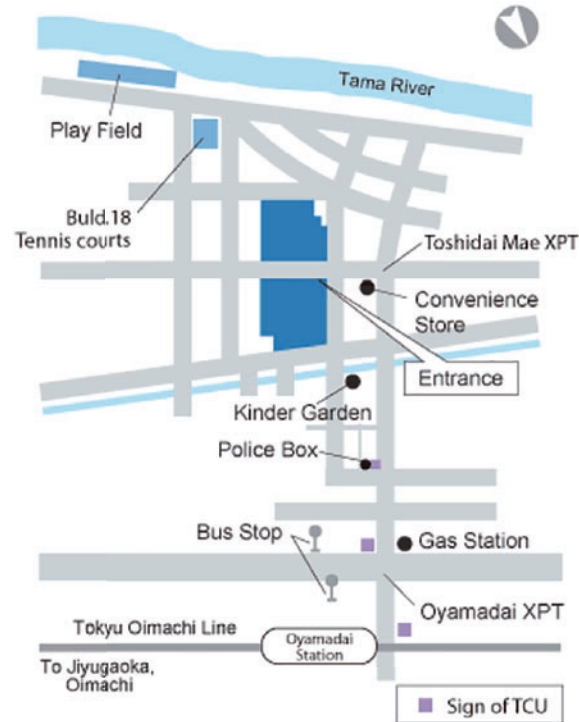 Tama River
Play Field
Buld.18
Tennis courts
Toshidai Mae XPT
Convenience
Store
Entrance
Kinder Garden
Police Box
Bus Stop
Gas Station
Oyamadai XPT
Tokyu Oimachi Line
Oyamadai
Station
To Jiyugaoka,
Oimachi
Sign of TCU